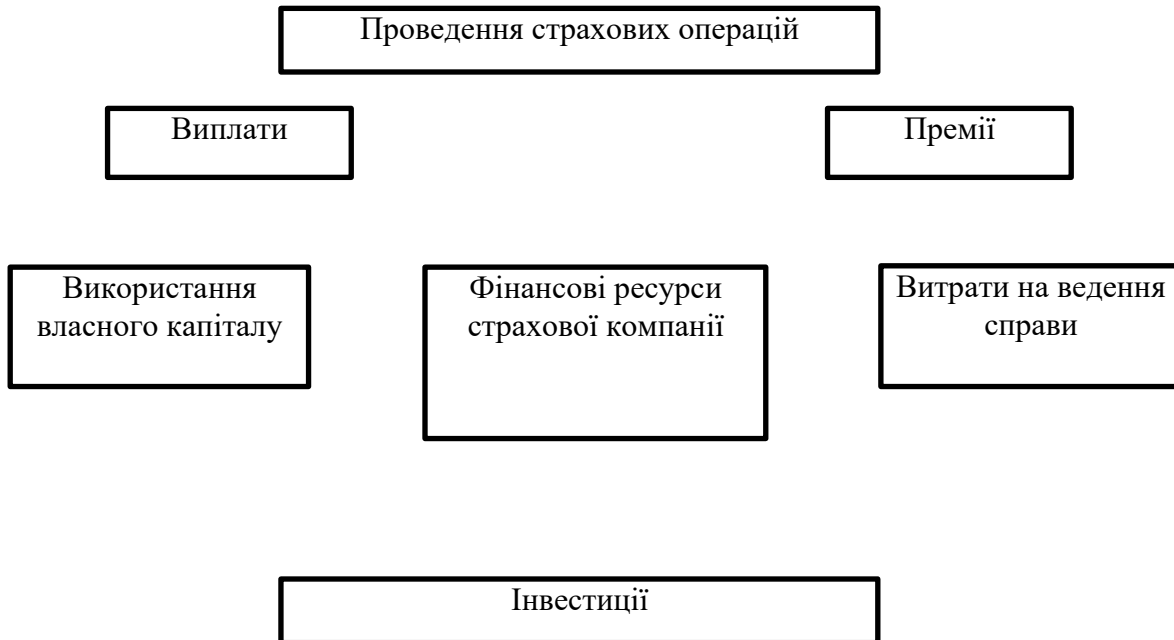 Проведення страхових операцій
Виплати
Премії
Використання
власного капіталу
Фінансові ресурси
страхової компанії
Витрати на ведення
справи
Інвестиції